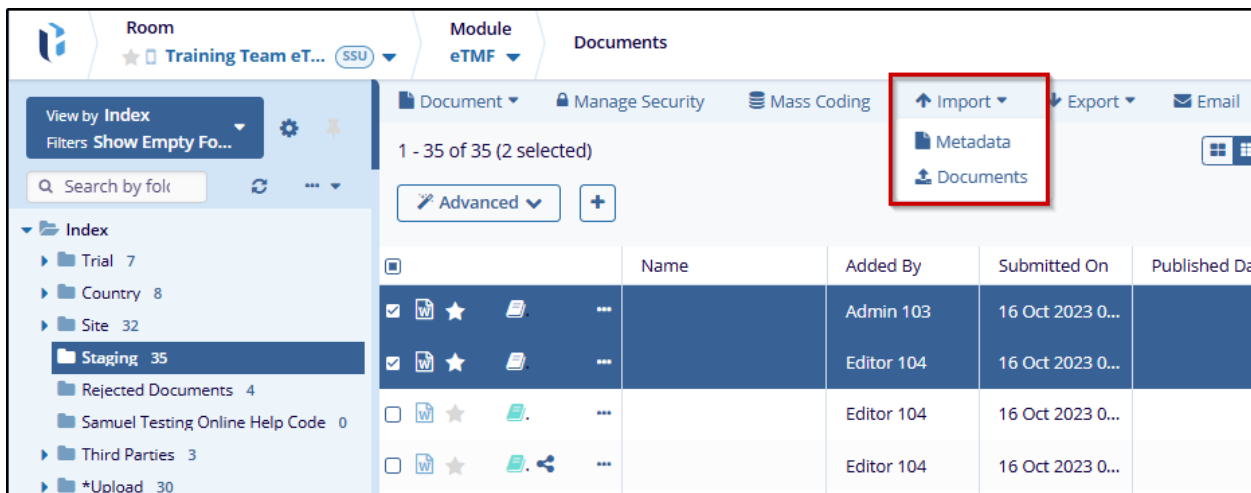 Room
Training Team eT... SSU
Module
eTMF
Documents
View by Index
Filters Show Empty Fo...
Document Manage Security Mass Coding Import Export Email
Metadata
Documents
1 - 35 of 35 (2 selected)
Search by folc
Advanced +
Index
Trial 7
Country 8
Site 32
Staging 35
Rejected Documents 4
Samuel Testing Online Help Code 0
Third Parties 3
*Upload 30
Name Added By Submitted On Published Da
Admin 103 16 Oct 2023 0...
Editor 104 16 Oct 2023 0...
Editor 104 16 Oct 2023 0...
Editor 104 16 Oct 2023 0...